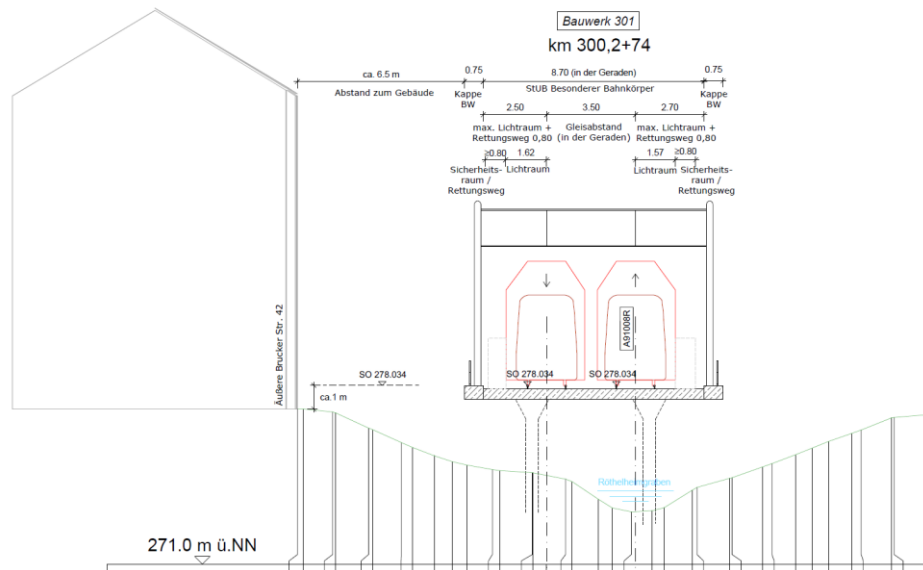 Bauwerk 301
km 300,2+74
ca. 6.5 m
0.75
8.70 (in der Geraden)
0.75
Abstand zum Gebäude
Kappe
BW
StUB Besonderer Bahnkörper
Kappe
BW
2.50
3.50
2.70
max. Lichtraum +
Rettungsweg 0,80
Gleisabstand
(in der Geraden)
max. Lichtraum +
Rettungsweg 0,80
≥0.80
1.62
1.57
≥0.80
Sicherheits-
raum /
Rettungsweg
Lichtraum
Lichtraum
Sicherheits-
raum /
Rettungsweg
A91008R
Äußere Brucker Str. 42
SO 278.034
SO 278.034
SO 278.034
ca.1 m
Röthelheimgraben
271.0 m ü.NN